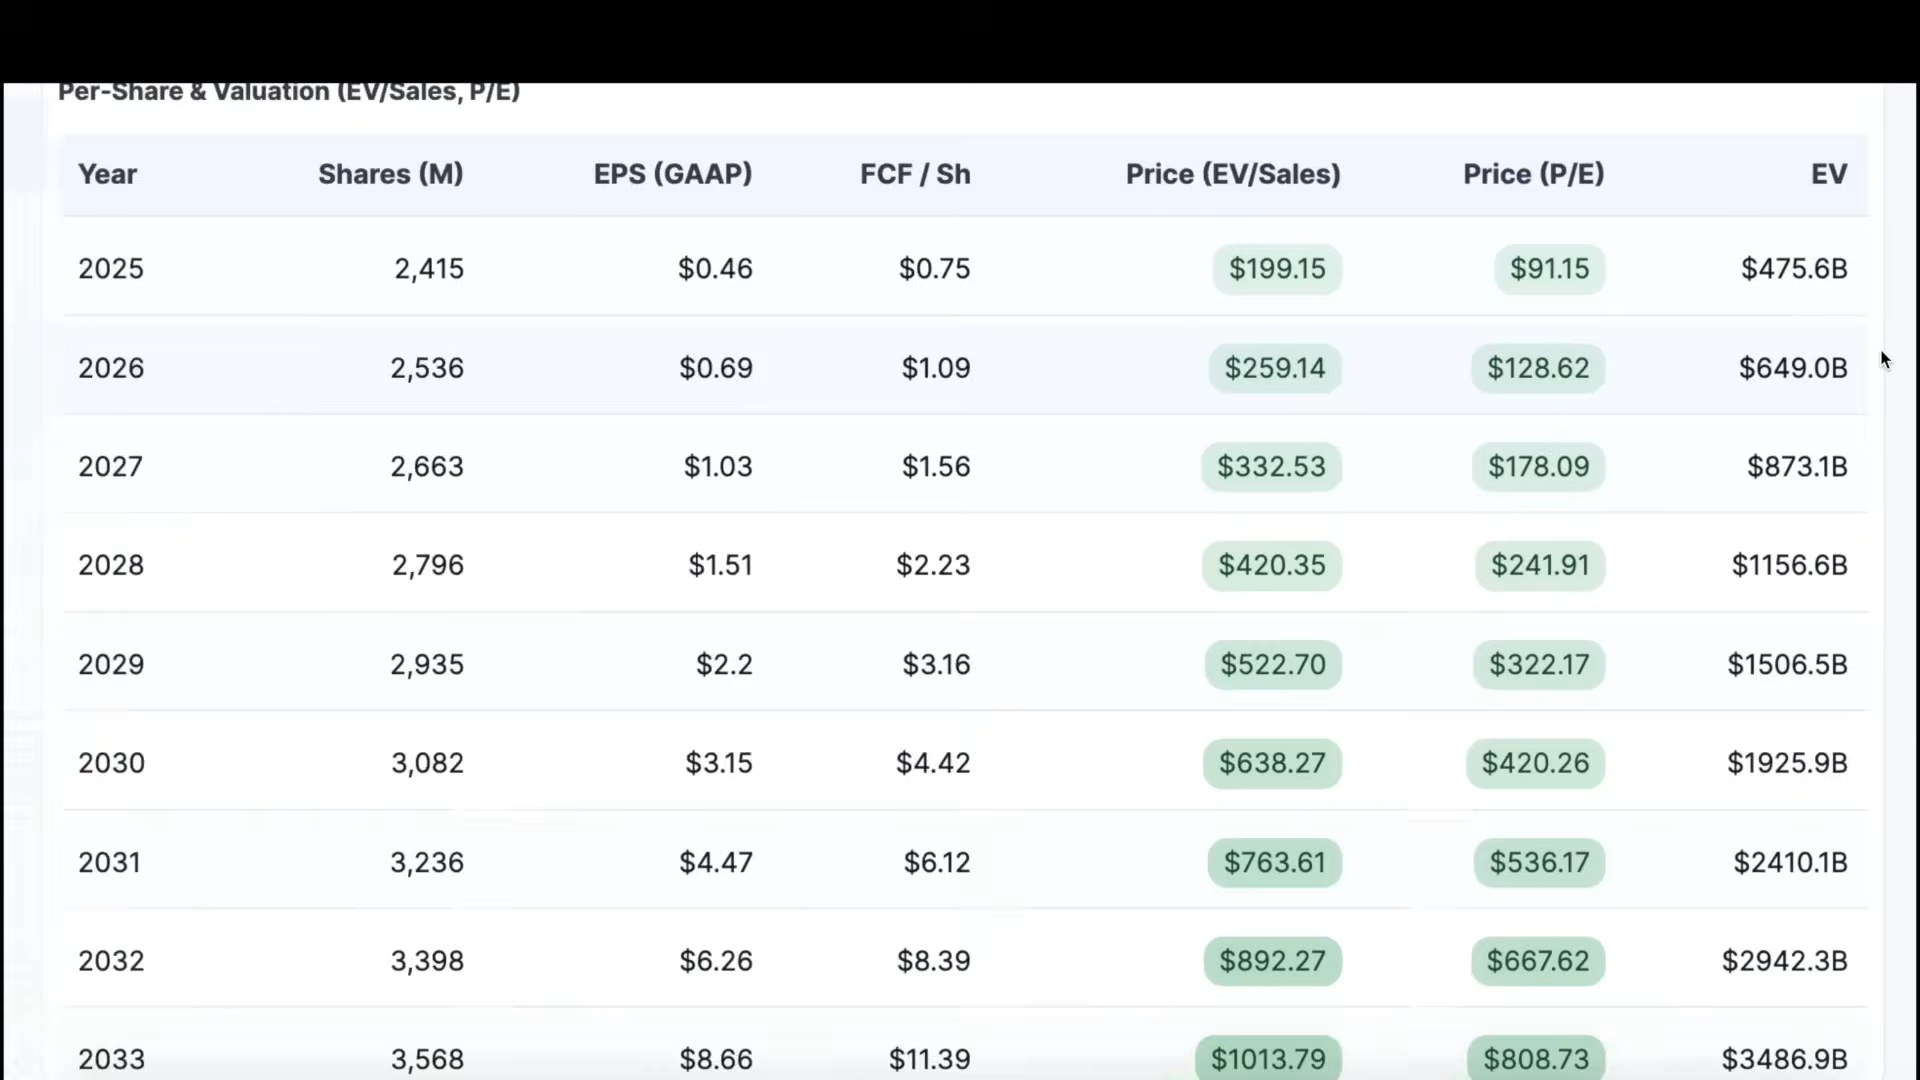 Per-Share & Valuation (EV/Sales, P/E)
Year Shares (M) EPS (GAAP) FCF / Sh Price (EV/Sales) Price (P/E) EV
2025 2,415 $0.46 $0.75 $199.15 $91.15 $475.6B
2026 2,536 $0.69 $1.09 $259.14 $128.62 $649.0B
2027 2,663 $1.03 $1.56 $332.53 $178.09 $873.1B
2028 2,796 $1.51 $2.23 $420.35 $241.91 $1156.6B
2029 2,935 $2.2 $3.16 $522.70 $322.17 $1506.5B
2030 3,082 $3.15 $4.42 $638.27 $420.26 $1925.9B
2031 3,236 $4.47 $6.12 $763.61 $536.17 $2410.1B
2032 3,398 $6.26 $8.39 $892.27 $667.62 $2942.3B
2033 3,568 $8.66 $11.39 $1013.79 $808.73 $3486.9B